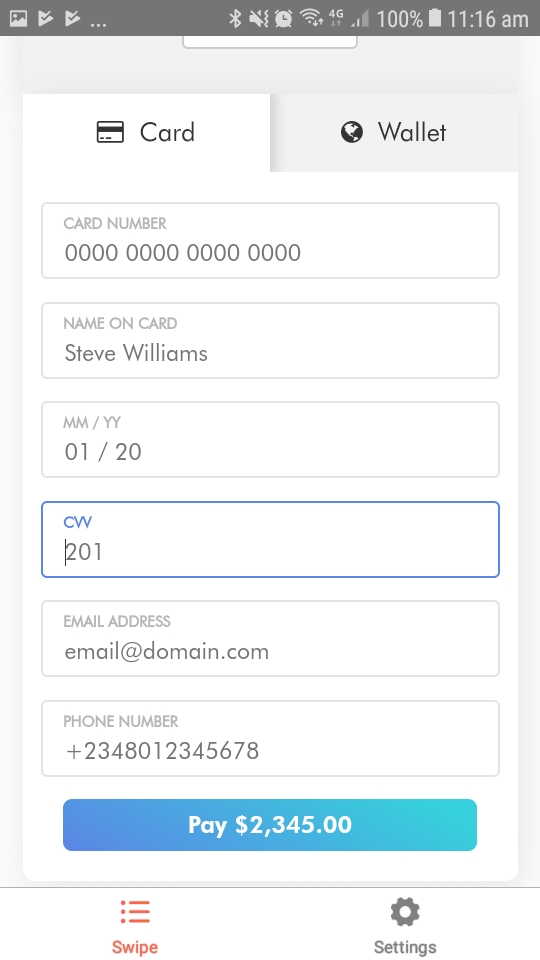 ... 4G 100% 11:16 am
Card Wallet
CARD NUMBER
0000 0000 0000 0000
NAME ON CARD
Steve Williams
MM / YY
01 / 20
CVV
201
EMAIL ADDRESS
email@domain.com
PHONE NUMBER
+2348012345678
Pay $2,345.00
Swipe Settings